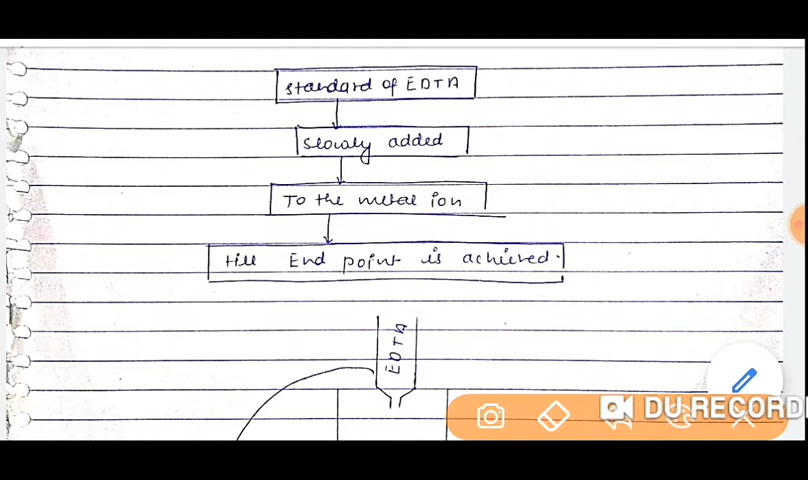 standard of EDTA
slowly added
To the metal ion
till End point is achieved.
EDTA
DU RECORD